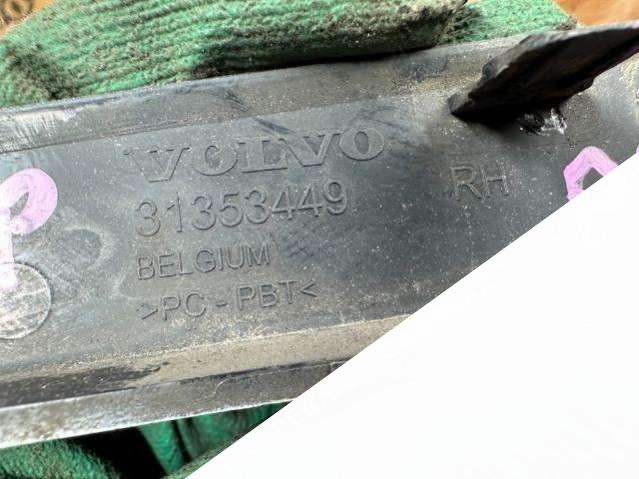 VOLVO
31353449
RH
BELGIUM
>PC-PBT<